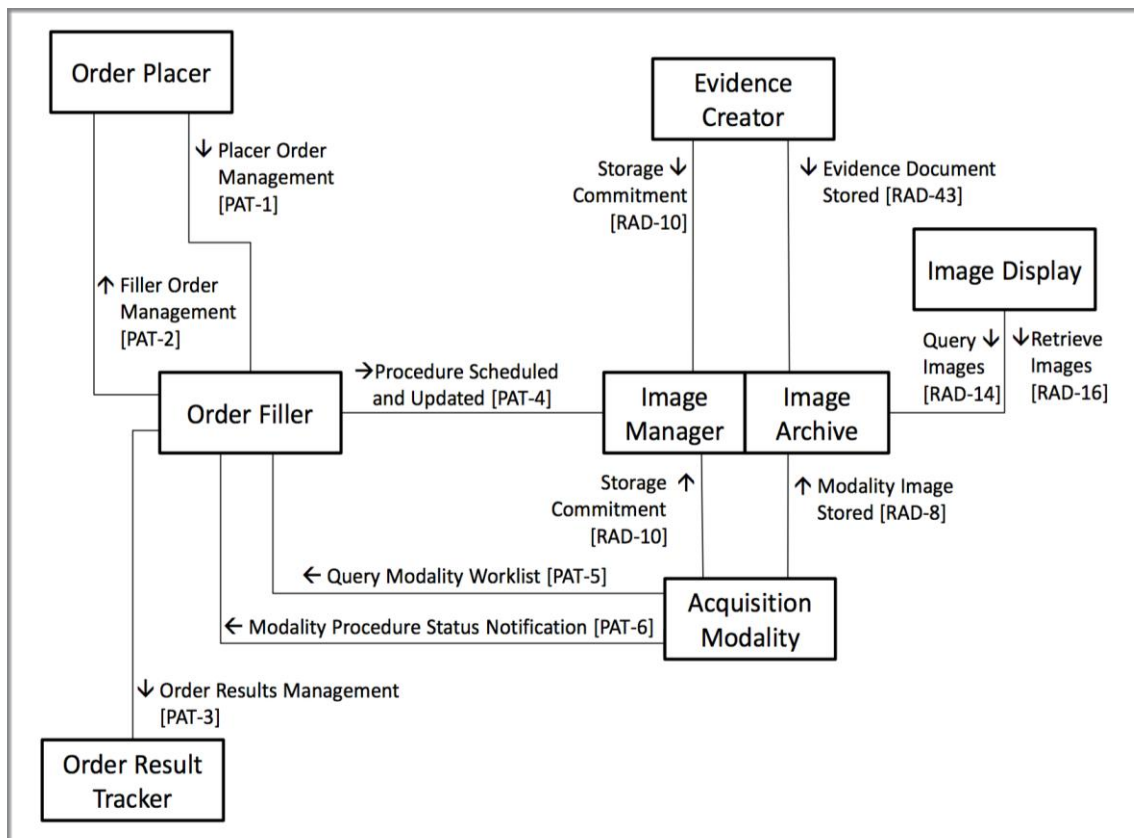 Order Placer
Evidence
Creator
↓ Placer Order
Management
[PAT-1]
Storage ↓
Commitment
[RAD-10]
↓ Evidence Document
Stored [RAD-43]
Image Display
↑ Filler Order
Management
[PAT-2]
Query ↓
Images
[RAD-14]
↓ Retrieve
Images
[RAD-16]
→Procedure Scheduled
and Updated [PAT-4]
Order Filler
Image
Manager
Image
Archive
Storage ↑
Commitment
[RAD-10]
↑ Modality Image
Stored [RAD-8]
← Query Modality Worklist [PAT-5]
← Modality Procedure Status Notification [PAT-6]
Acquisition
Modality
↓ Order Results Management
[PAT-3]
Order Result
Tracker